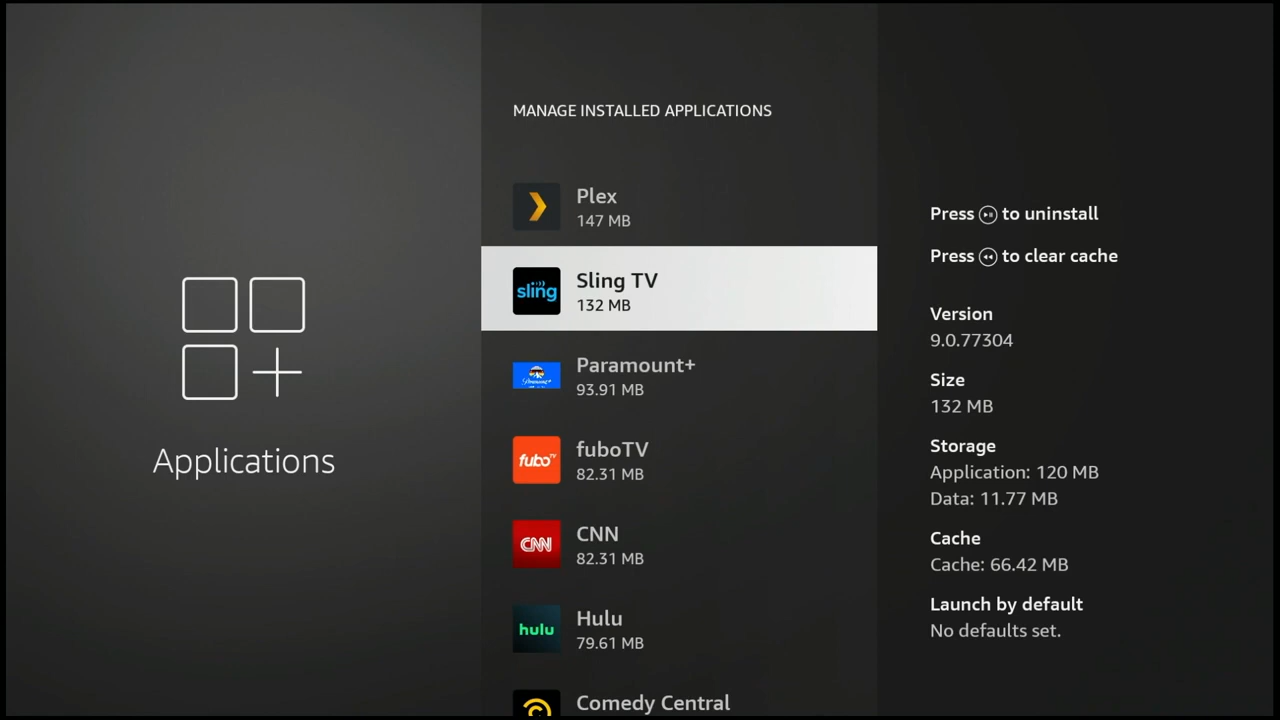 Applications
MANAGE INSTALLED APPLICATIONS
Plex
147 MB
sling
Sling TV
132 MB
Paramount+
Paramount+
93.91 MB
fubo TV
fuboTV
82.31 MB
CNN
CNN
82.31 MB
hulu
Hulu
79.61 MB
C
Comedy Central
Press to uninstall
Press to clear cache
Version
9.0.77304
Size
132 MB
Storage
Application: 120 MB
Data: 11.77 MB
Cache
Cache: 66.42 MB
Launch by default
No defaults set.